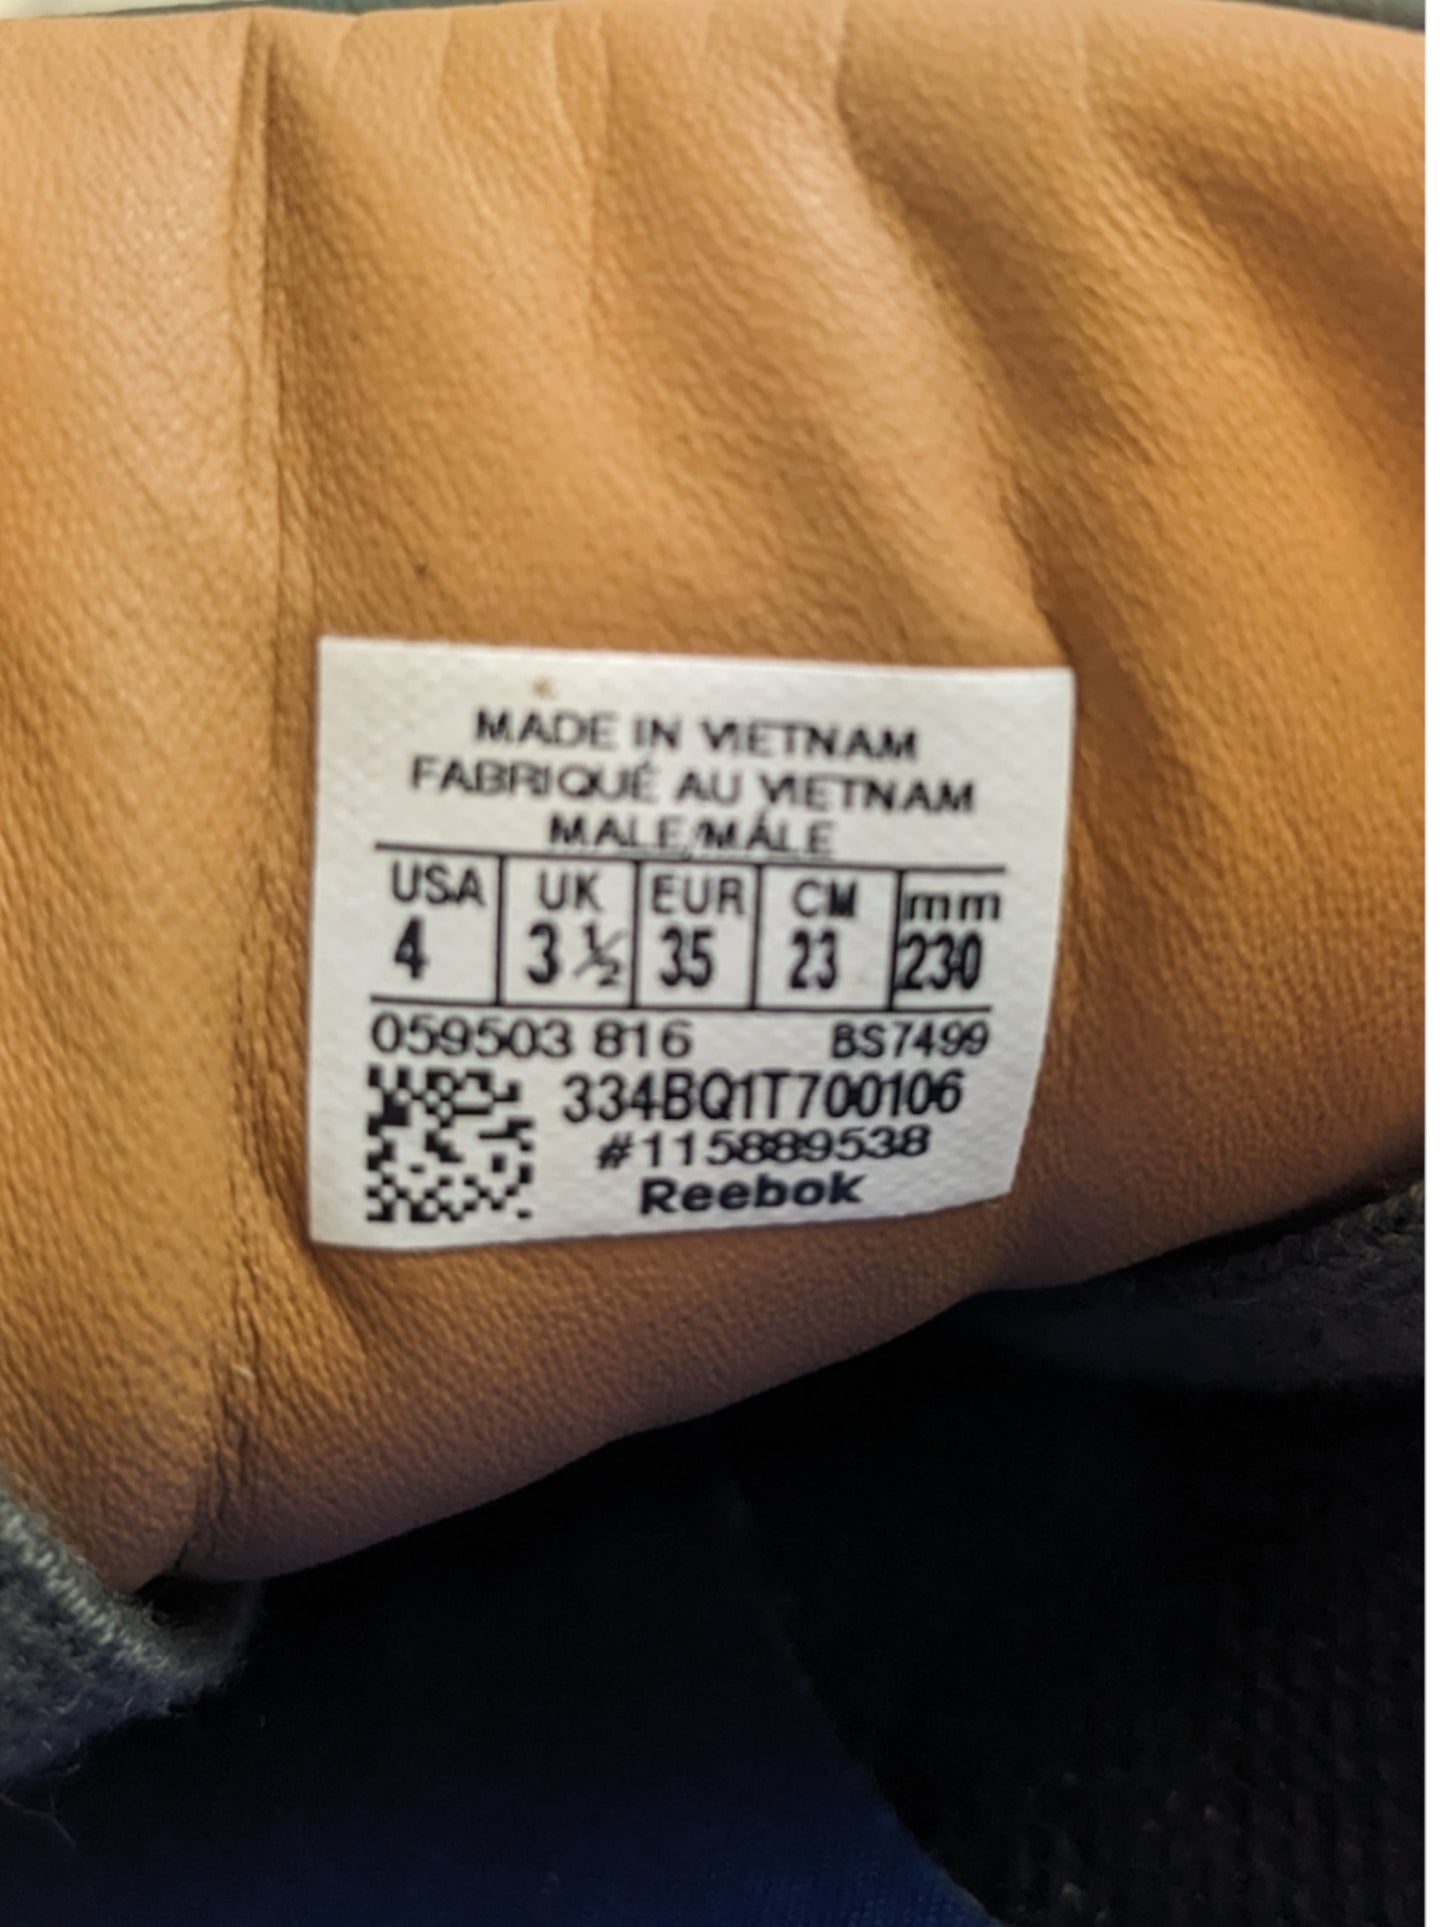 MADE IN VIETNAM
FABRIQUÉ AU VIETNAM
MALE/MÂLE
USA UK EUR CM mm
4 3 ½ 35 23 230
059503 816 BS7499
334BQ1T700106
#115889538
Reebok